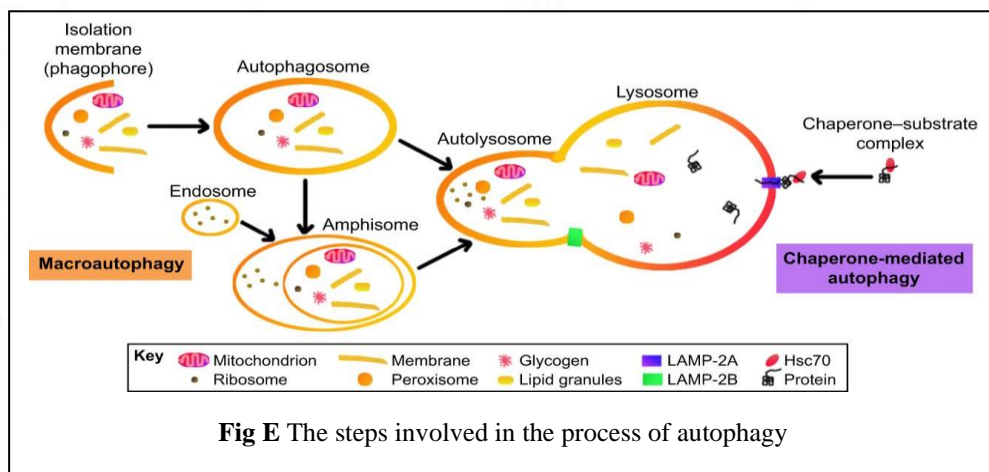 Isolation
membrane
(phagophore)
Autophagosome
Lysosome
Autolysosome
Chaperone–substrate
complex
Endosome
Amphisome
Macroautophagy
Chaperone-mediated
autophagy
Key Mitochondrion Membrane Glycogen LAMP-2A Hsc70
Ribosome Peroxisome Lipid granules LAMP-2B Protein
Fig E The steps involved in the process of autophagy